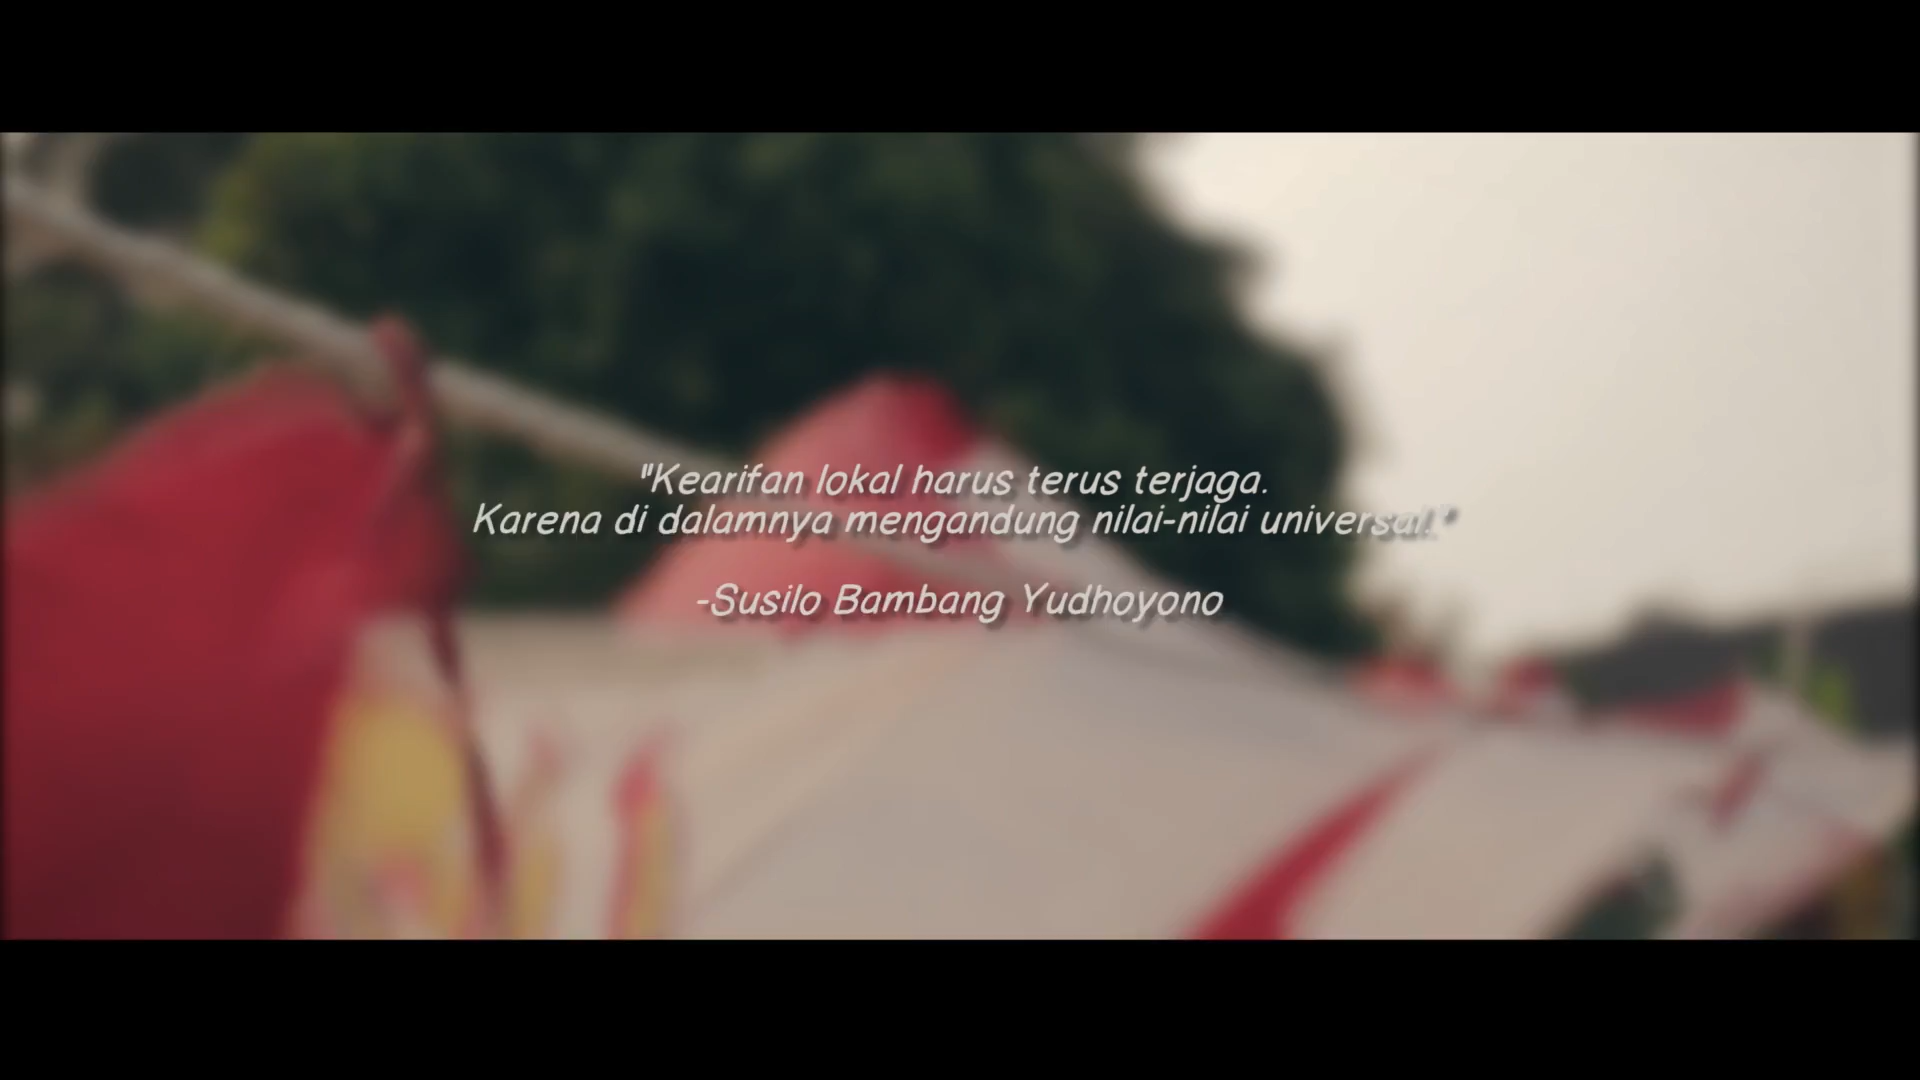 "Kearifan lokal harus terus terjaga.
Karena di dalamnya mengandung nilai-nilai universal."
-Susilo Bambang Yudhoyono